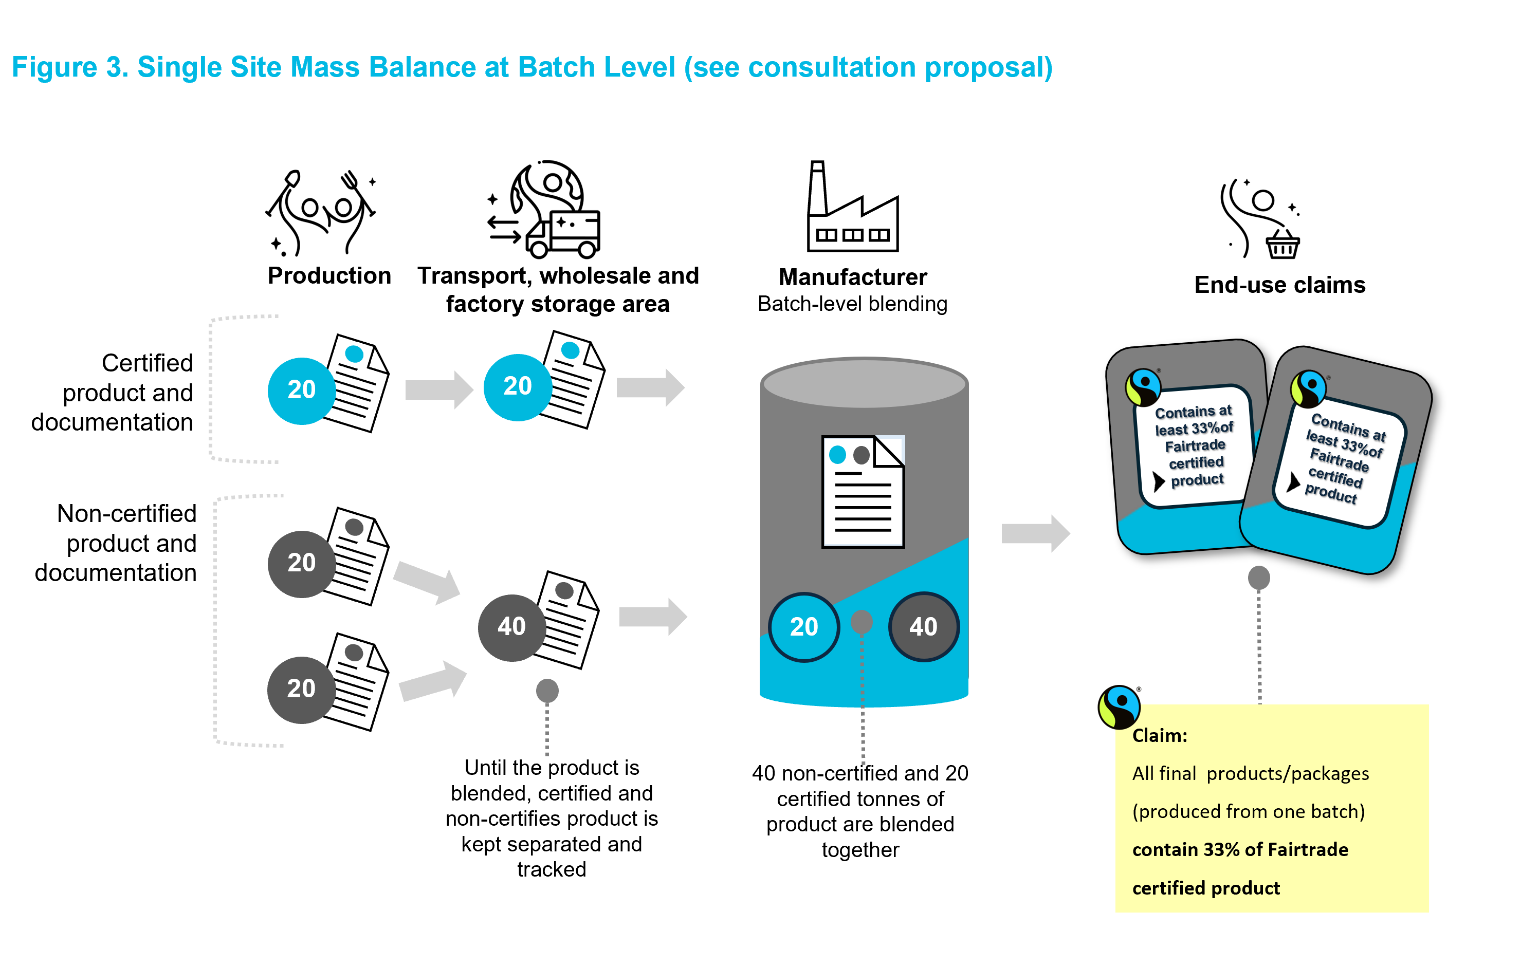 Figure 3. Single Site Mass Balance at Batch Level (see consultation proposal)
Production
Transport, wholesale and
factory storage area
Manufacturer
Batch-level blending
End-use claims
Certified
product and
documentation
20
20
Non-certified
product and
documentation
20
20
40
Until the product is
blended, certified and
non-certifies product is
kept separated and
tracked
20
40
40 non-certified and 20
certified tonnes of
product are blended
together
®
Contains at
least 33%of
Fairtrade
certified
product
®
Contains at
least 33%of
Fairtrade
certified
product
®
Claim:
All final products/packages
(produced from one batch)
contain 33% of Fairtrade
certified product